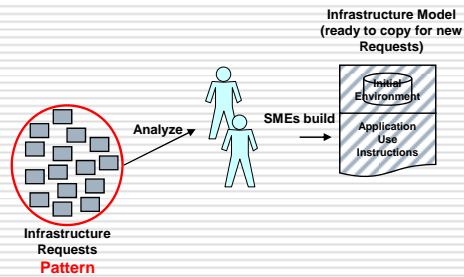 Infrastructure Model
(ready to copy for new
Requests)
Initial
Environment
Analyze
SMEs build
Application
Use
Instructions
Infrastructure
Requests
Pattern